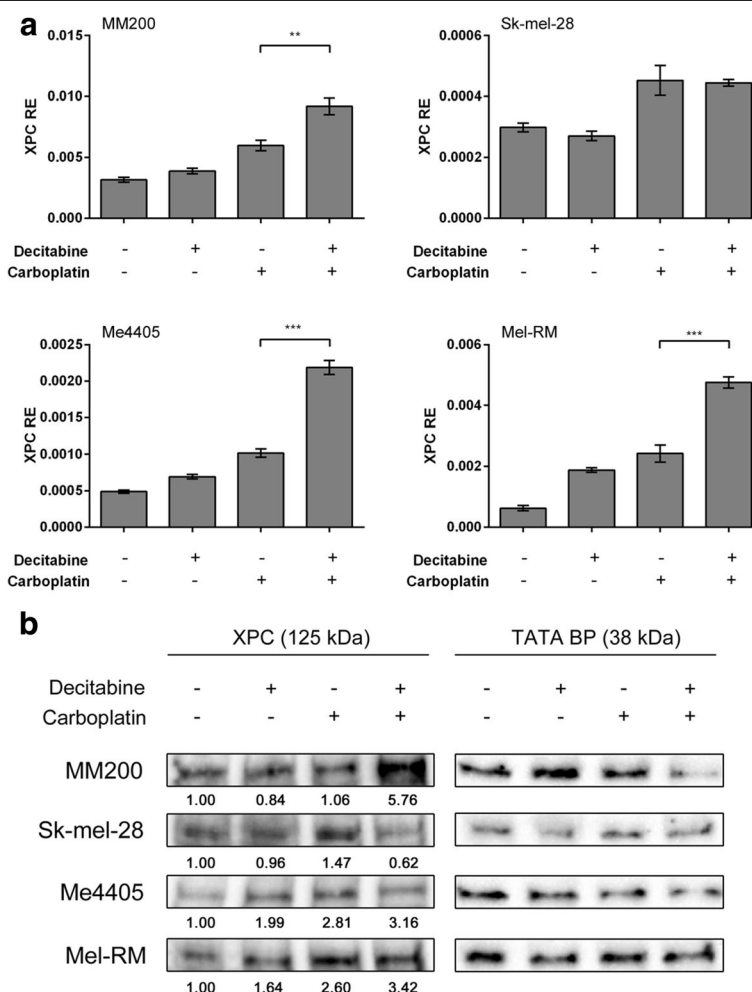 a
MM200
XPC RE
0.015
0.010
0.005
0.000
**
Decitabine - + - +
Carboplatin - - + +
Sk-mel-28
XPC RE
0.0006
0.0004
0.0002
0.0000
Decitabine - + - +
Carboplatin - - + +
Me4405
XPC RE
0.0025
0.0020
0.0015
0.0010
0.0005
0.0000
***
Decitabine - + - +
Carboplatin - - + +
Mel-RM
XPC RE
0.006
0.004
0.002
0.000
***
Decitabine - + - +
Carboplatin - - + +
b
XPC (125 kDa) TATA BP (38 kDa)
Decitabine - + - + - + - +
Carboplatin - - + + - - + +
MM200
1.00 0.84 1.06 5.76
Sk-mel-28
1.00 0.96 1.47 0.62
Me4405
1.00 1.99 2.81 3.16
Mel-RM
1.00 1.64 2.60 3.42